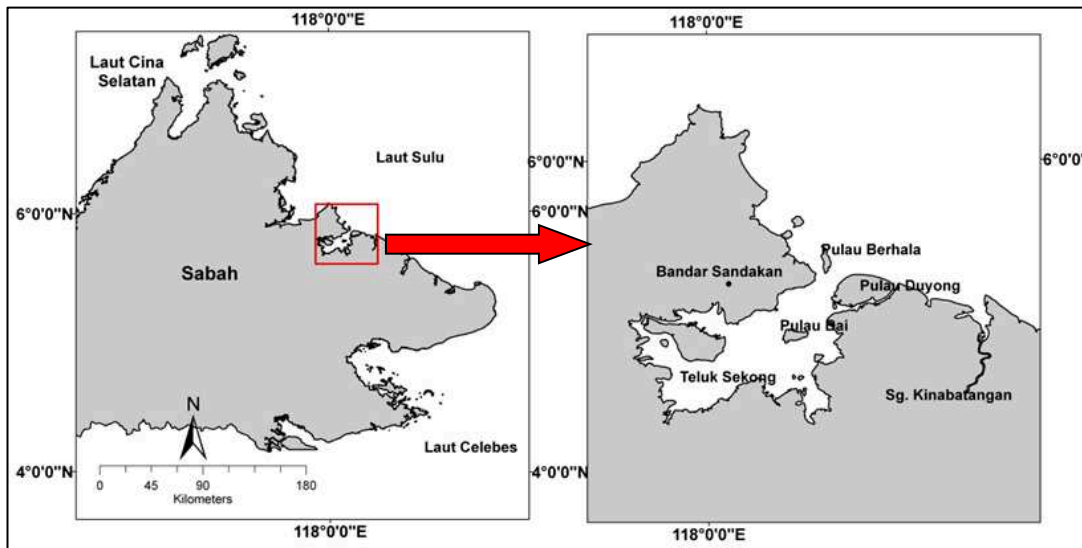 118°0'0"E
Laut Cina
Selatan
Laut Sulu
6°0'0"N
6°0'0"N
Sabah
N
Laut Celebes
4°0'0"N
4°0'0"N
0 45 90 180
Kilometers
118°0'0"E
118°0'0"E
6°0'0"N
6°0'0"N
Pulau Berhala
Bandar Sandakan
Pulau Duyong
Pulau Bai
Teluk Sekong
Sg. Kinabatangan
118°0'0"E